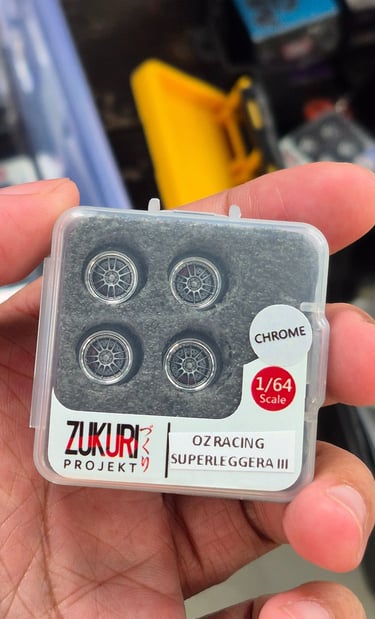 CHROME
1/64
Scale
ZUKURI づくり
PROJEKT
OZ RACING
SUPERLEGGERA III